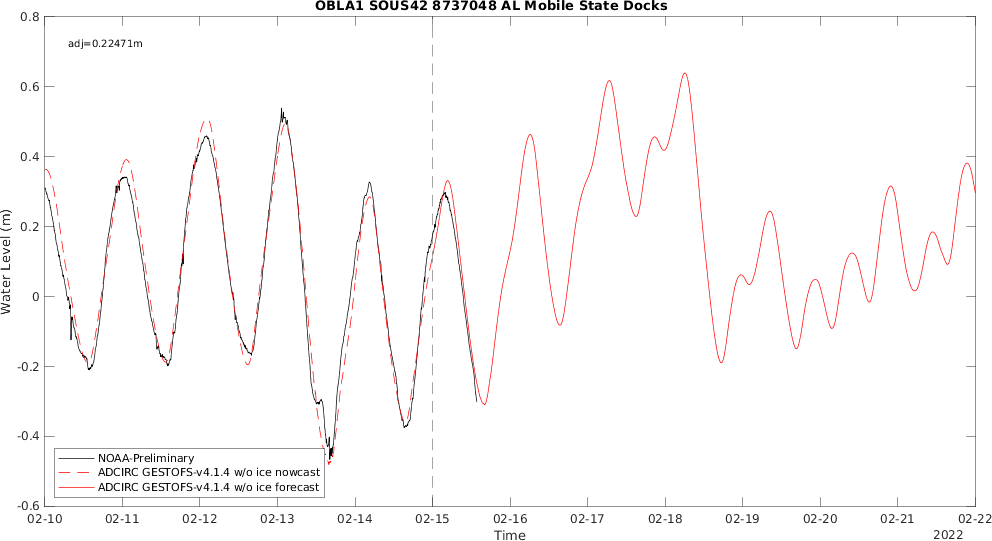 OBLA1 SOUS42 8737048 AL Mobile State Docks
adj=0.22471m
0.8
0.6
0.4
0.2
0
-0.2
-0.4
-0.6
Water Level (m)
NOAA-Preliminary
ADCIRC GESTOFS-v4.1.4 w/o ice nowcast
ADCIRC GESTOFS-v4.1.4 w/o ice forecast
02-10 02-11 02-12 02-13 02-14 02-15 02-16 02-17 02-18 02-19 02-20 02-21 02-22
Time
2022